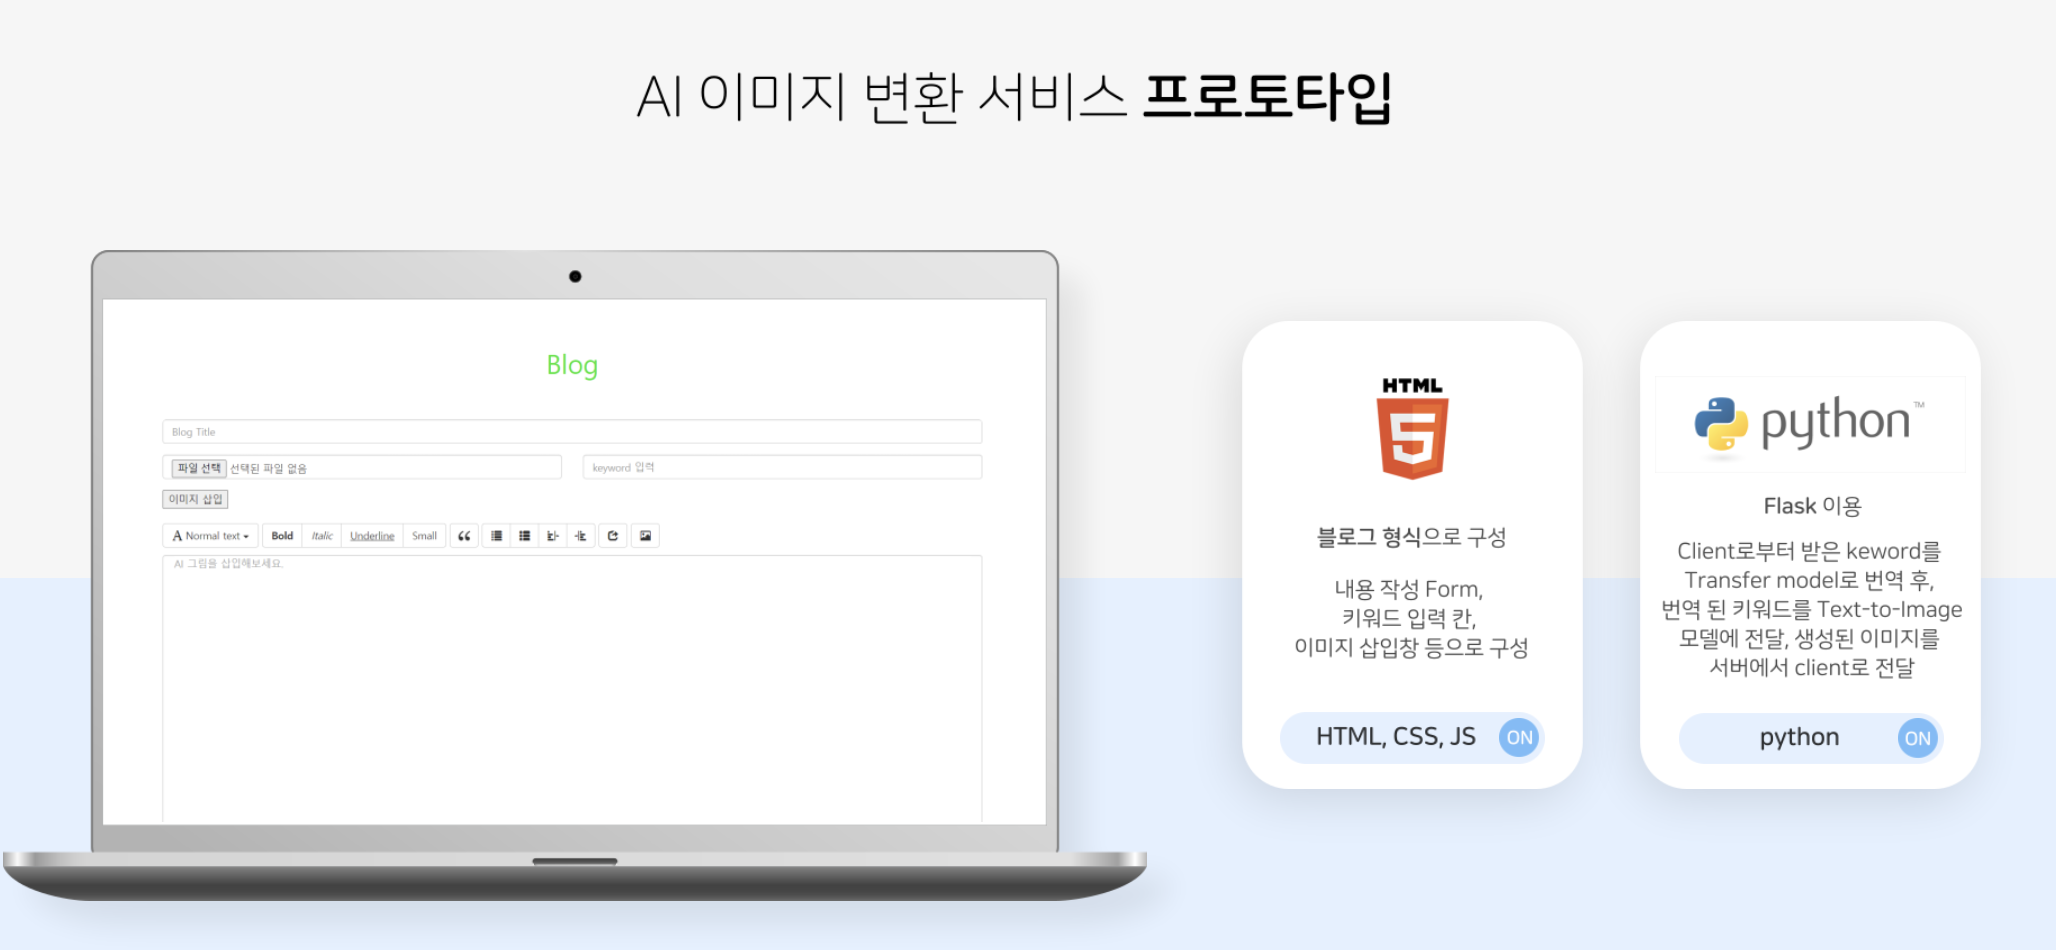 AI 이미지 변환 서비스 프로토타입
Blog
Blog Title
파일 선택 선택된 파일 없음
keyword 입력
이미지 삽입
A Normal text Bold Italic Underline Small
AI 그림을 삽입해보세요.
HTML
5
블로그 형식으로 구성
내용 작성 Form,
키워드 입력 칸,
이미지 삽입창 등으로 구성
HTML, CSS, JS ON
python™
Flask 이용
Client로부터 받은 keword를
Transfer model로 번역 후,
번역 된 키워드를 Text-to-Image
모델에 전달, 생성된 이미지를
서버에서 client로 전달
python ON